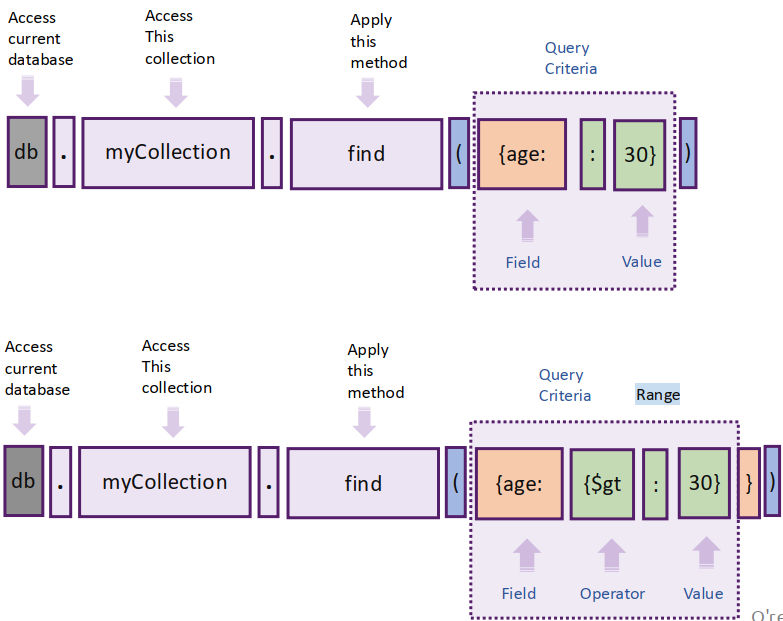 Access
current
database
Access
This
collection
Apply
this
method
Query
Criteria
db . myCollection . find ( {age: : 30} )
Field Value
Access
current
database
Access
This
collection
Apply
this
method
Query
Criteria
Range
db . myCollection . find ( {age: {$gt : 30} } )
Field Operator Value